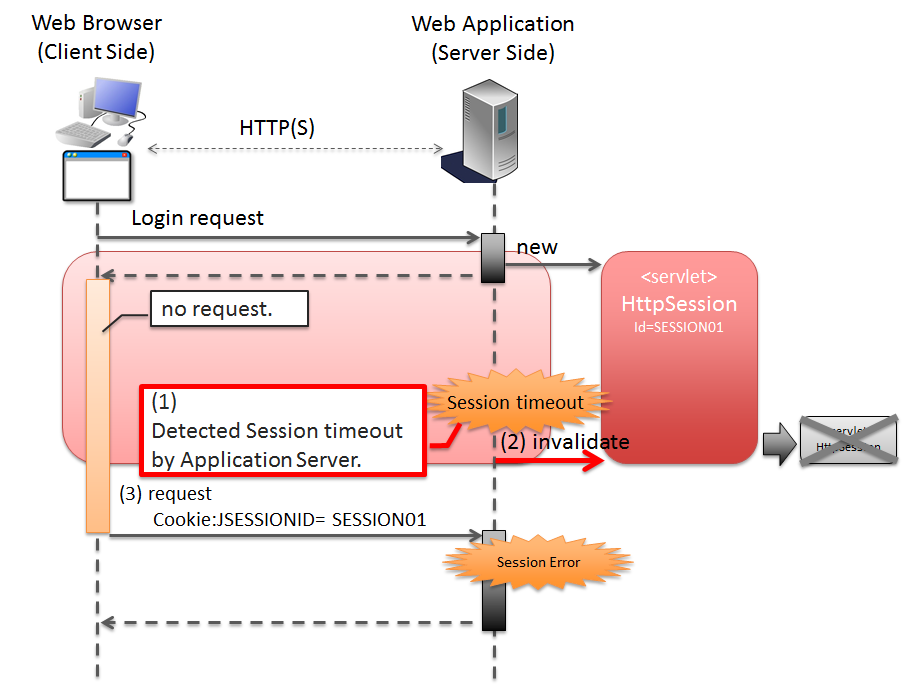 Web Browser
(Client Side)
Web Application
(Server Side)
HTTP(S)
Login request
new
<servlet>
HttpSession
Id=SESSION01
no request.
(1)
Detected Session timeout
by Application Server.
Session timeout
(2) invalidate
<servlet>
HttpSession
(3) request
Cookie:JSESSIONID= SESSION01
Session Error